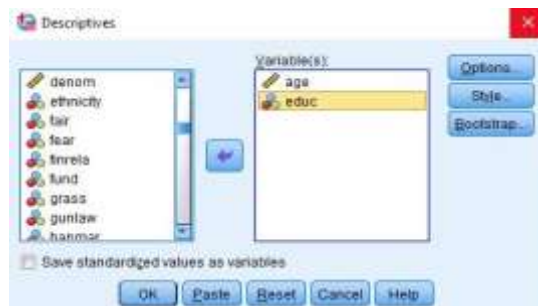 Descriptives
denom
ethnicity
fair
fear
finrela
fund
grass
gunlaw
hapmar
Variable(s):
age
educ
Options...
Style...
Bootstrap...
Save standardized values as variables
OK
Paste
Reset
Cancel
Help